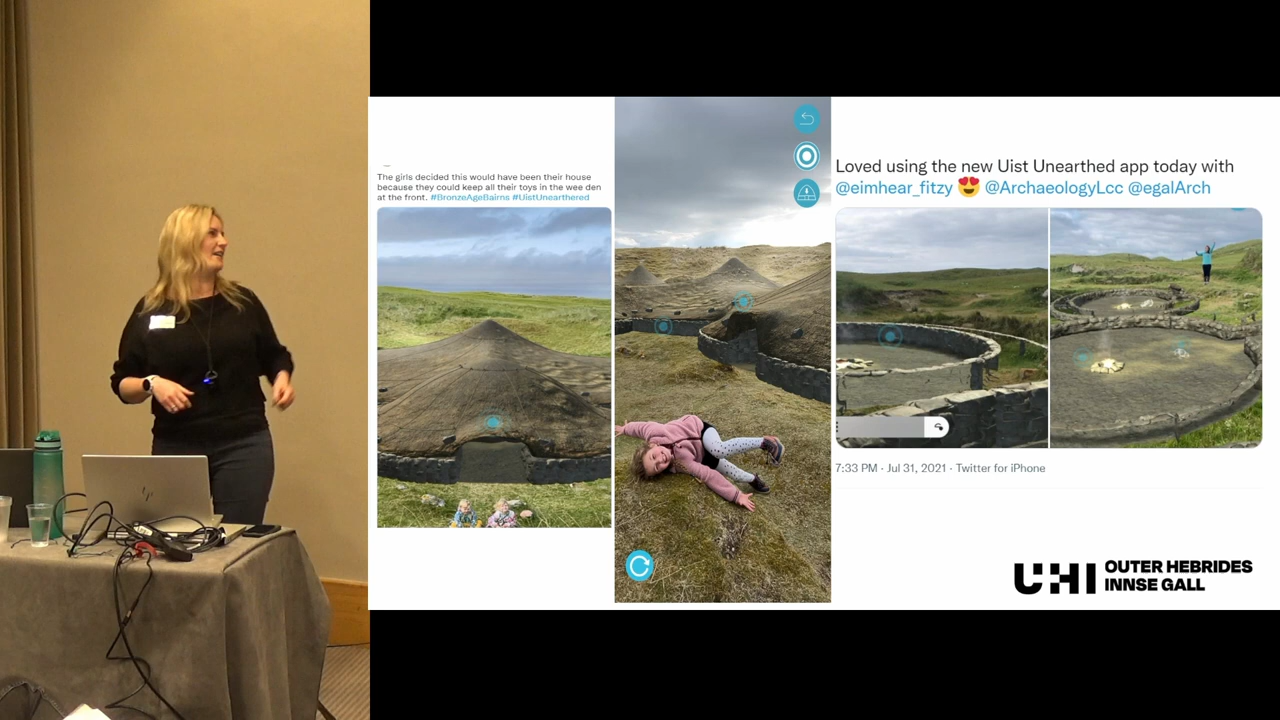 The girls decided this would have been their house
because they could keep all their toys in the wee den
at the front. #BronzeAgeBairns #UistUnearthered
Loved using the new Uist Unearthed app today with
@eimhear_fitzy 😍 @ArchaeologyLcc @egalArch
7:33 PM · Jul 31, 2021 · Twitter for iPhone
UHI OUTER HEBRIDES
INNSE GALL